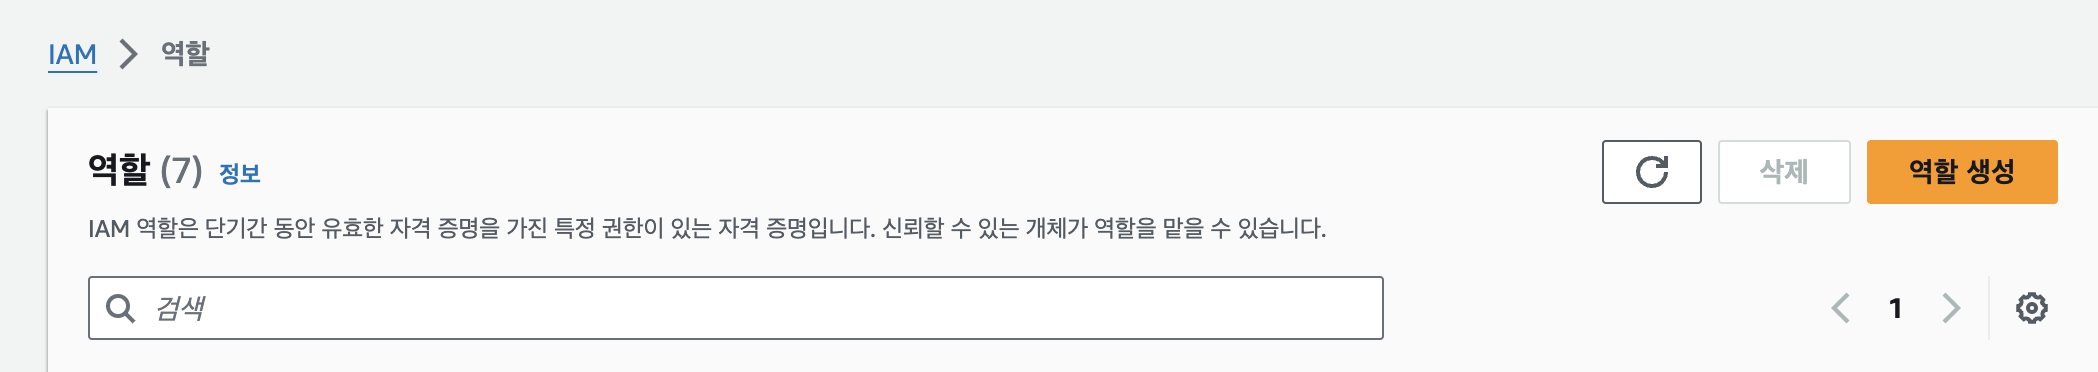 IAM > 역할
역할 (7) 정보
삭제
역할 생성
IAM 역할은 단기간 동안 유효한 자격 증명을 가진 특정 권한이 있는 자격 증명입니다. 신뢰할 수 있는 개체가 역할을 맡을 수 있습니다.
검색
1